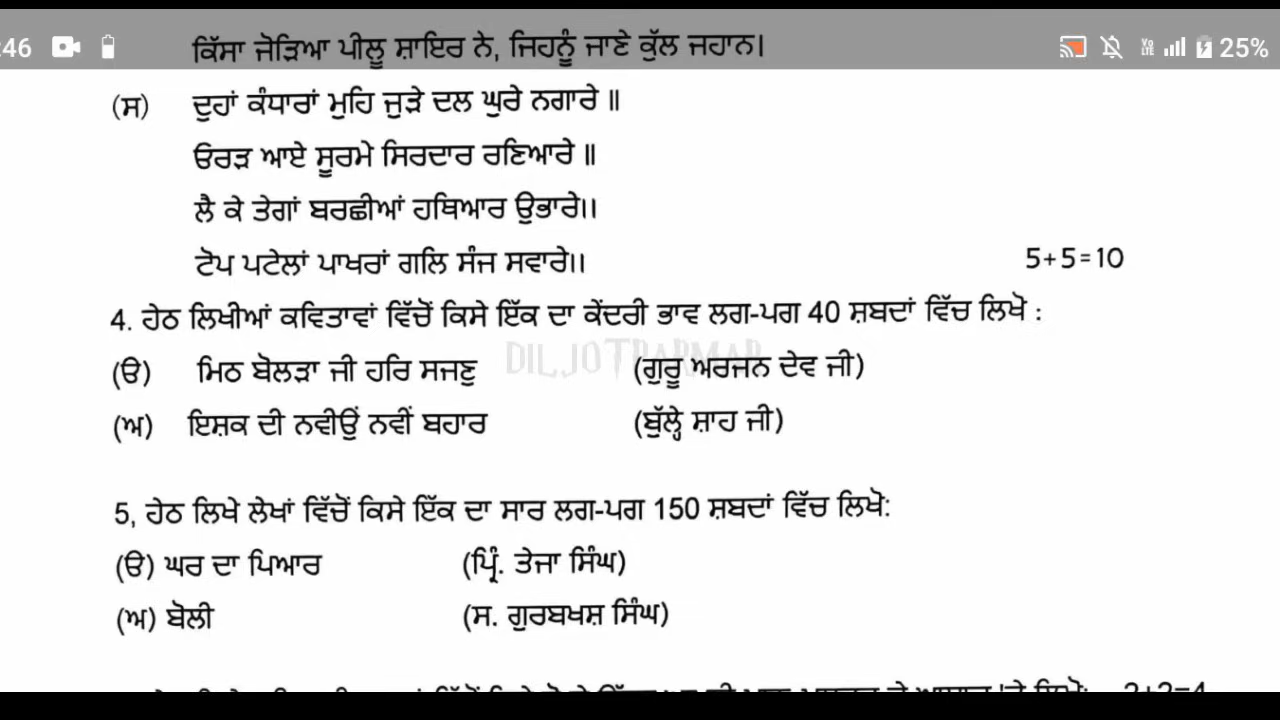 :46 25%
ਕਿੱਸਾ ਜੋੜਿਆ ਪੀਲੂ ਸ਼ਾਇਰ ਨੇ, ਜਿਹਨੂੰ ਜਾਣੇ ਕੁੱਲ ਜਹਾਨ।
(ਸ) ਦੁਹਾਂ ਕੰਧਾਰਾਂ ਮੁਹਿ ਜੁੜੇ ਦਲ ਘੁਰੇ ਨਗਾਰੇ ॥
ਓਰੜ ਆਏ ਸੂਰਮੇ ਸਿਰਦਾਰ ਰਣਿਆਰੇ ॥
ਲੈ ਕੇ ਤੇਗਾਂ ਬਰਛੀਆਂ ਹਥਿਆਰ ਉਭਾਰੇ।।
ਟੋਪ ਪਟੇਲਾਂ ਪਾਖਰਾਂ ਗਲਿ ਸੰਜ ਸਵਾਰੇ।। 5+5=10
4. ਹੇਠ ਲਿਖੀਆਂ ਕਵਿਤਾਵਾਂ ਵਿੱਚੋਂ ਕਿਸੇ ਇੱਕ ਦਾ ਕੇਂਦਰੀ ਭਾਵ ਲਗ-ਪਗ 40 ਸ਼ਬਦਾਂ ਵਿੱਚ ਲਿਖੋ :
DILJOTPARMAR
(ੳ) ਮਿਠ ਬੋਲੜਾ ਜੀ ਹਰਿ ਸਜਣੁ (ਗੁਰੂ ਅਰਜਨ ਦੇਵ ਜੀ)
(ਅ) ਇਸ਼ਕ ਦੀ ਨਵੀਉਂ ਨਵੀਂ ਬਹਾਰ (ਬੁੱਲ੍ਹੇ ਸ਼ਾਹ ਜੀ)
5, ਹੇਠ ਲਿਖੇ ਲੇਖਾਂ ਵਿੱਚੋਂ ਕਿਸੇ ਇੱਕ ਦਾ ਸਾਰ ਲਗ-ਪਗ 150 ਸ਼ਬਦਾਂ ਵਿੱਚ ਲਿਖੋ:
(ੳ) ਘਰ ਦਾ ਪਿਆਰ (ਪ੍ਰਿੰ. ਤੇਜਾ ਸਿੰਘ)
(ਅ) ਬੋਲੀ (ਸ. ਗੁਰਬਖਸ਼ ਸਿੰਘ)